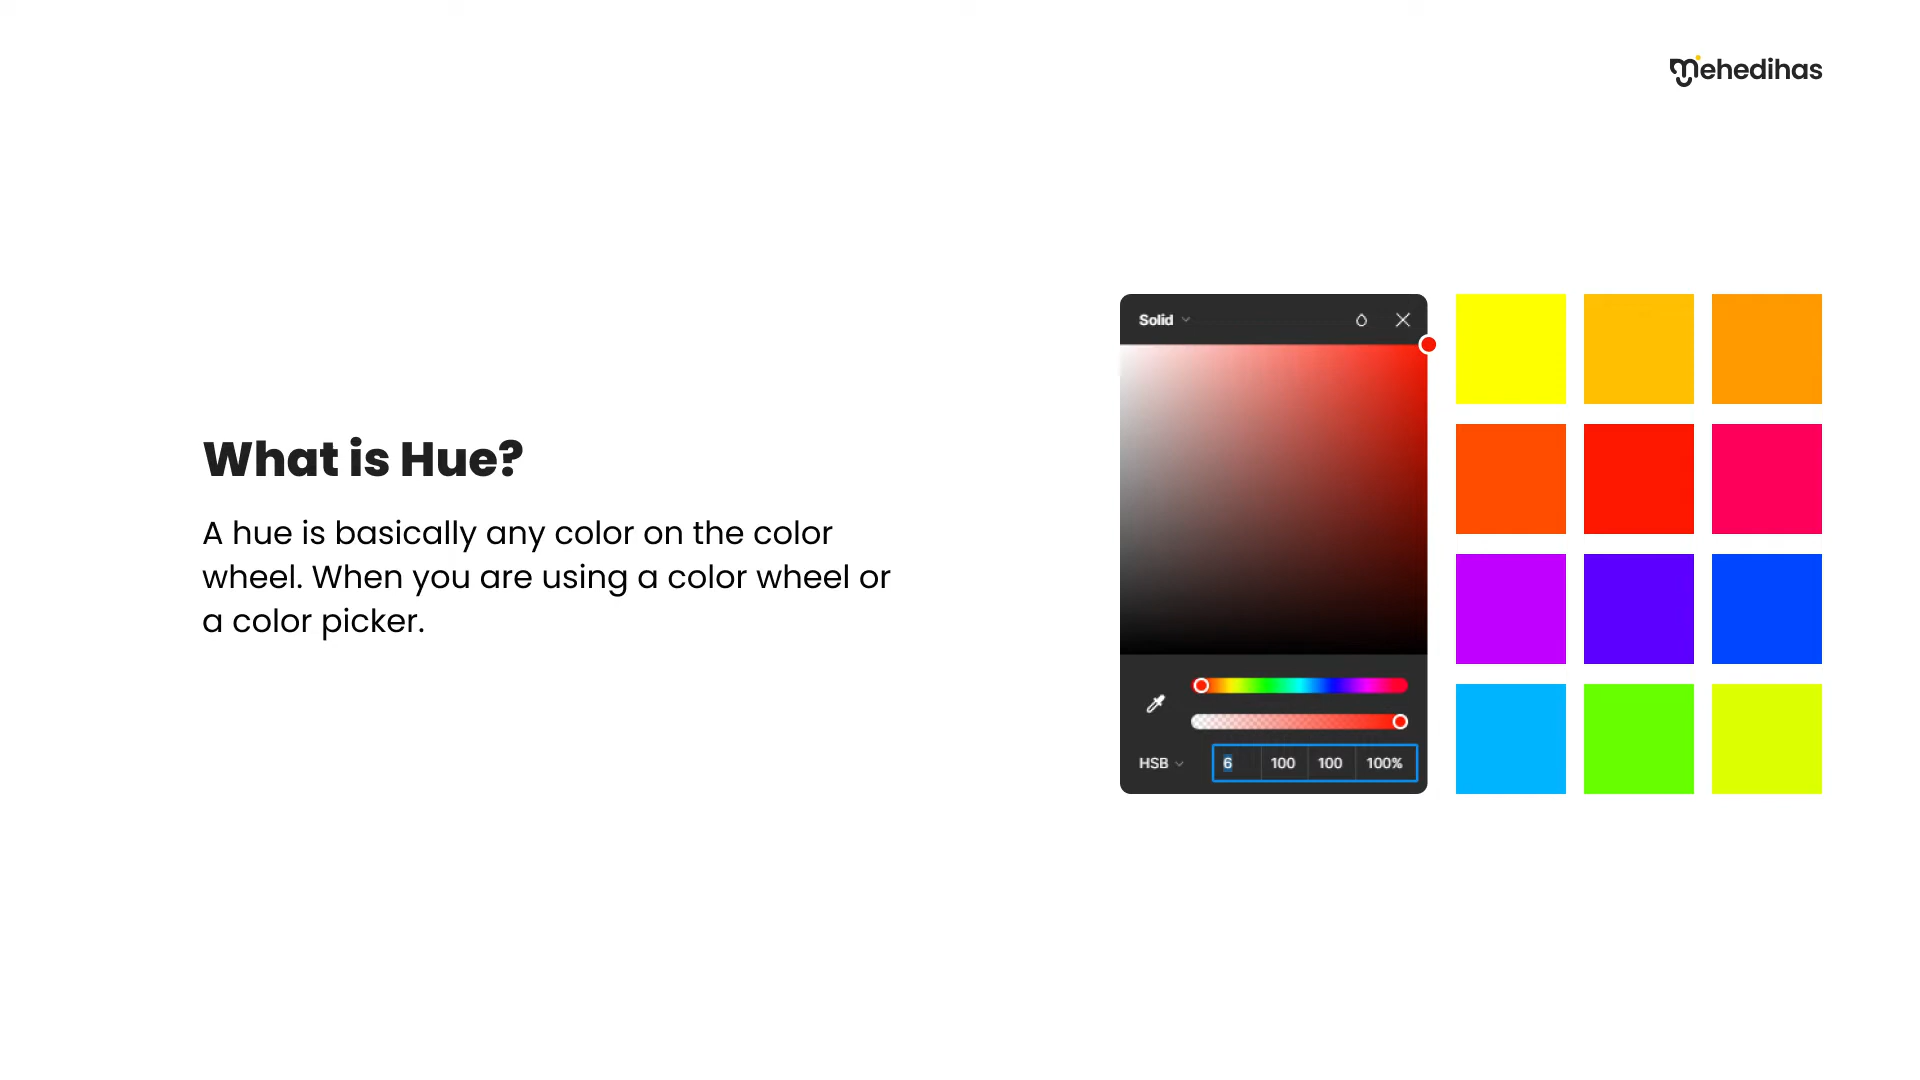 Mehedihas
What is Hue?
A hue is basically any color on the color
wheel. When you are using a color wheel or
a color picker.
Solid
HSB 6 100 100 100%